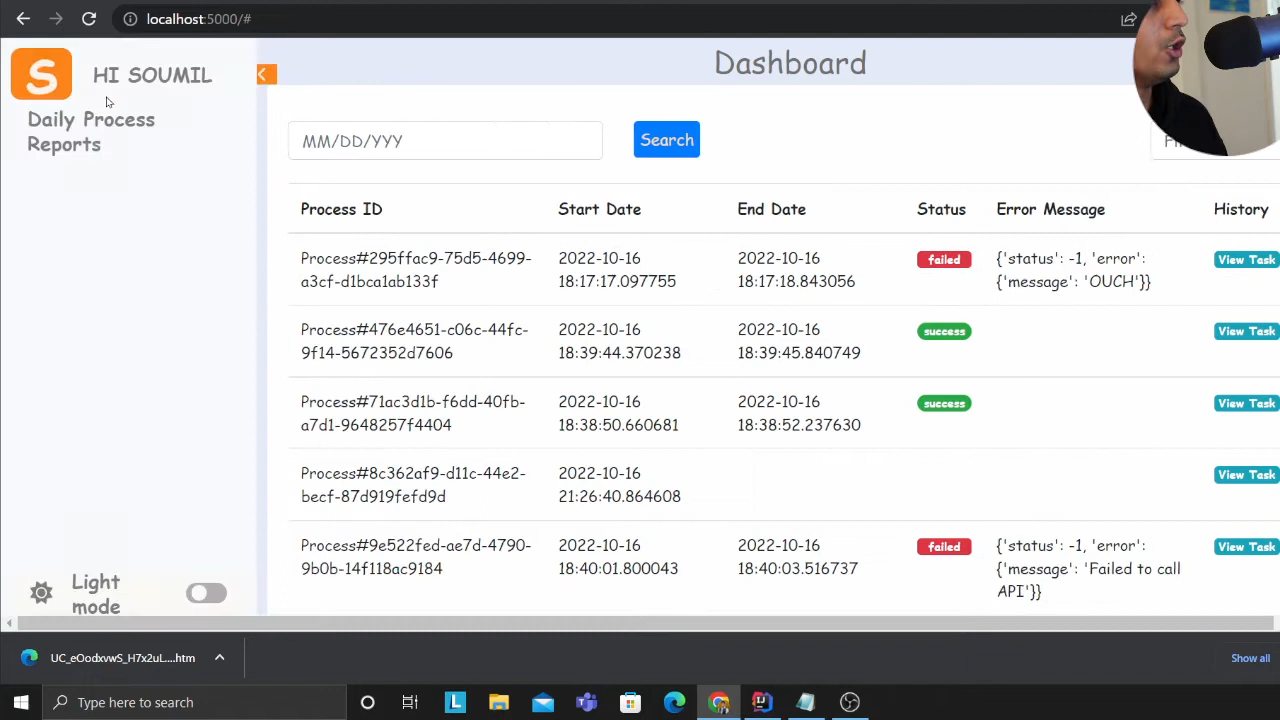 localhost:5000/#
S
HI SOUMIL
Dashboard
Daily Process
Reports
MM/DD/YYY
Search
Process ID
Start Date
End Date
Status
Error Message
History
Process#295ffac9-75d5-4699-
a3cf-d1bca1ab133f
2022-10-16
18:17:17.097755
2022-10-16
18:17:18.843056
failed
{'status': -1, 'error':
{'message': 'OUCH'}}
View Task
Process#476e4651-c06c-44fc-
9f14-5672352d7606
2022-10-16
18:39:44.370238
2022-10-16
18:39:45.840749
success
View Task
Process#71ac3d1b-f6dd-40fb-
a7d1-9648257f4404
2022-10-16
18:38:50.660681
2022-10-16
18:38:52.237630
success
View Task
Process#8c362af9-d11c-44e2-
becf-87d919fefd9d
2022-10-16
21:26:40.864608
View Task
Process#9e522fed-ae7d-4790-
9b0b-14f118ac9184
2022-10-16
18:40:01.800043
2022-10-16
18:40:03.516737
failed
{'status': -1, 'error':
{'message': 'Failed to call
API'}}
View Task
Light
mode
UC_eOodxvwS_H7x2uL....htm
Show all
Type here to search